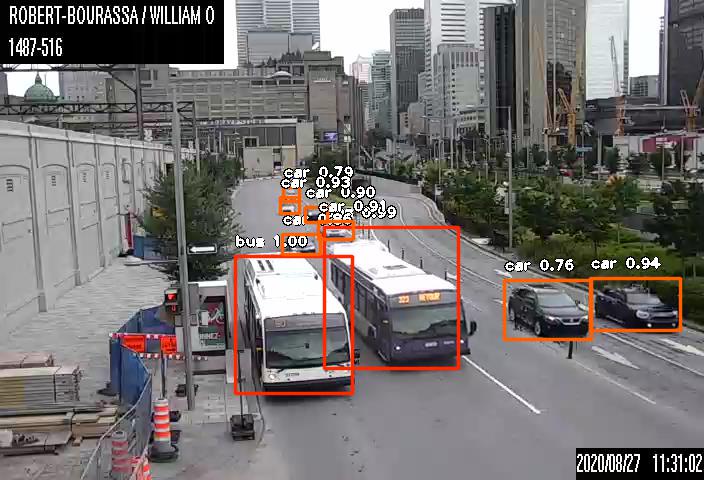 ROBERT-BOURASSA / WILLIAM O
1487-516
car 0.79
car 0.93
car 0.90
car 0.91
0.99
bus 1.00
car 0.76
car 0.94
RETOUR
2020/08/27 11:31:02